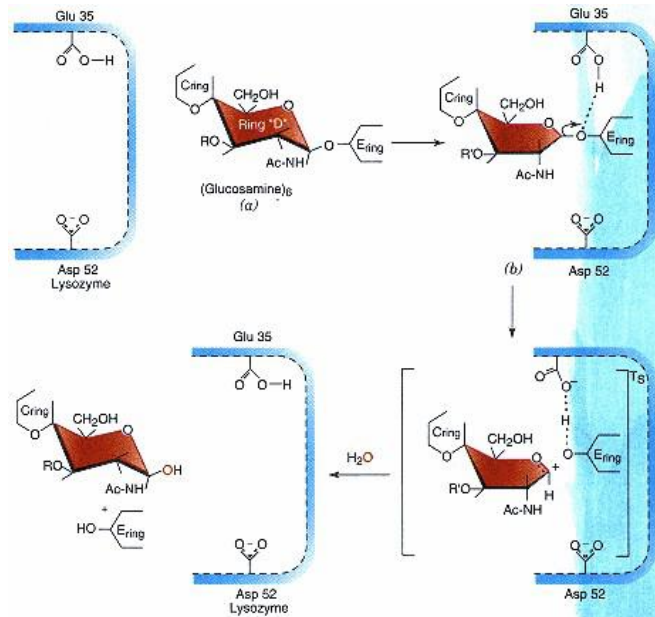 Glu 35
O
O—H
Asp 52
Lysozyme
Cring
O
CH₂OH
O
Ring "D"
RO
Ac-NH
O
Ering
(Glucosamine)₆
(a)
Glu 35
O
O
H
Cring
O
CH₂OH
O
R'O
Ac-NH
O
Ering
Asp 52
(b)
O
O
−
Ts
H
Cring
O
CH₂OH
O
+
H
R'O
Ac-NH
O
Ering
O
−
O
Asp 52
H₂O
Glu 35
O
O—H
O
−
O
Asp 52
Lysozyme
Cring
O
CH₂OH
O
RO
Ac-NH
OH
+
HO
Ering